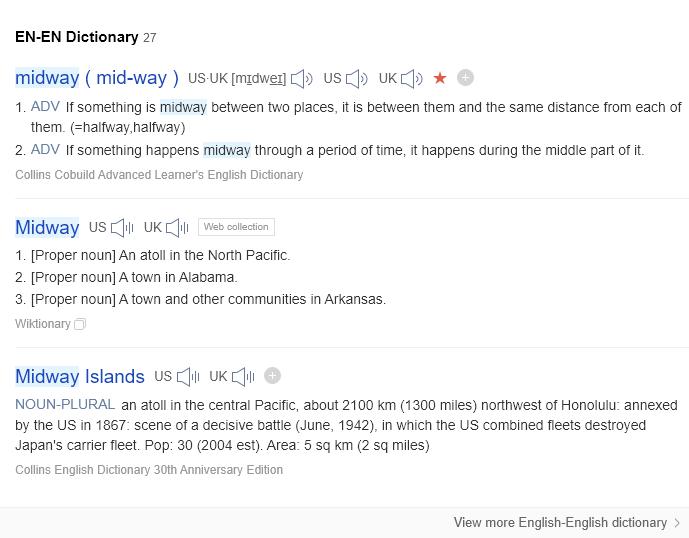 EN-EN Dictionary 27
midway ( mid-way ) US·UK [mɪdweɪ] US UK
1. ADV If something is midway between two places, it is between them and the same distance from each of
them. (=halfway,halfway)
2. ADV If something happens midway through a period of time, it happens during the middle part of it.
Collins Cobuild Advanced Learner's English Dictionary
Midway US UK Web collection
1. [Proper noun] An atoll in the North Pacific.
2. [Proper noun] A town in Alabama.
3. [Proper noun] A town and other communities in Arkansas.
Wiktionary
Midway Islands US UK
NOUN-PLURAL an atoll in the central Pacific, about 2100 km (1300 miles) northwest of Honolulu: annexed
by the US in 1867: scene of a decisive battle (June, 1942), in which the US combined fleets destroyed
Japan's carrier fleet. Pop: 30 (2004 est). Area: 5 sq km (2 sq miles)
Collins English Dictionary 30th Anniversary Edition
View more English-English dictionary >